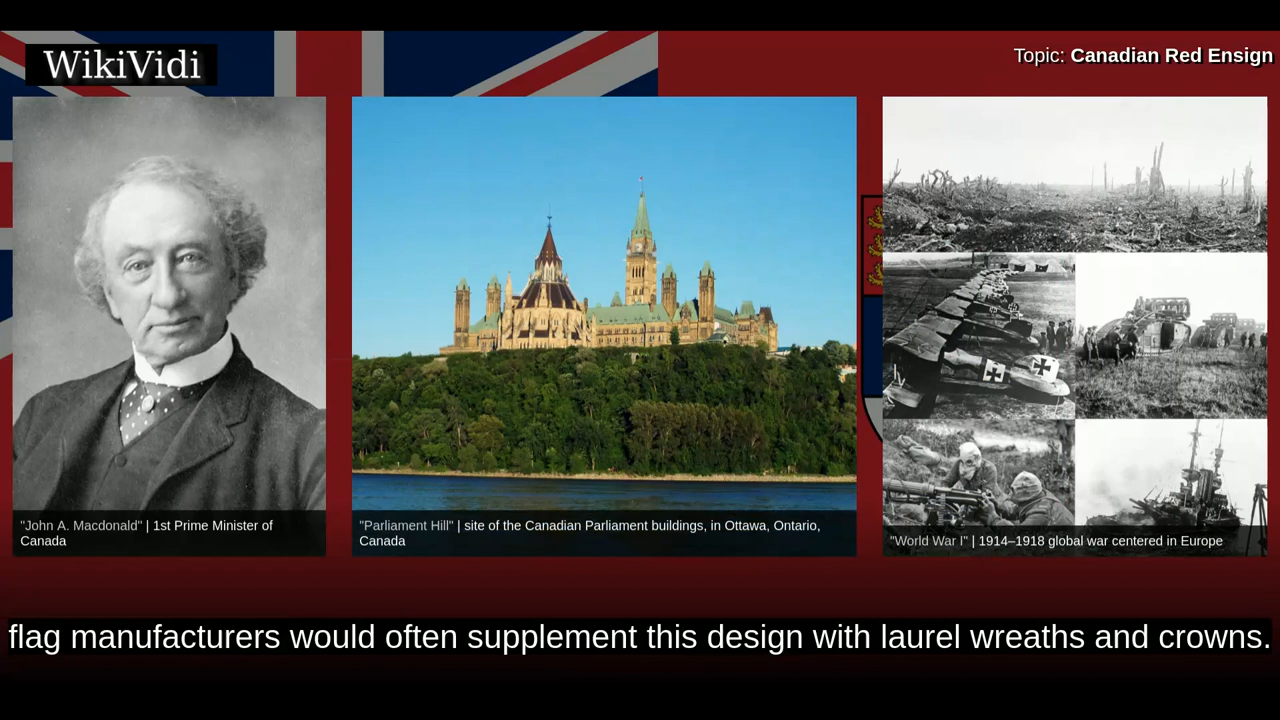 WikiVidi
Topic: Canadian Red Ensign
"John A. Macdonald" | 1st Prime Minister of
Canada
"Parliament Hill" | site of the Canadian Parliament buildings, in Ottawa, Ontario,
Canada
"World War I" | 1914–1918 global war centered in Europe
flag manufacturers would often supplement this design with laurel wreaths and crowns.